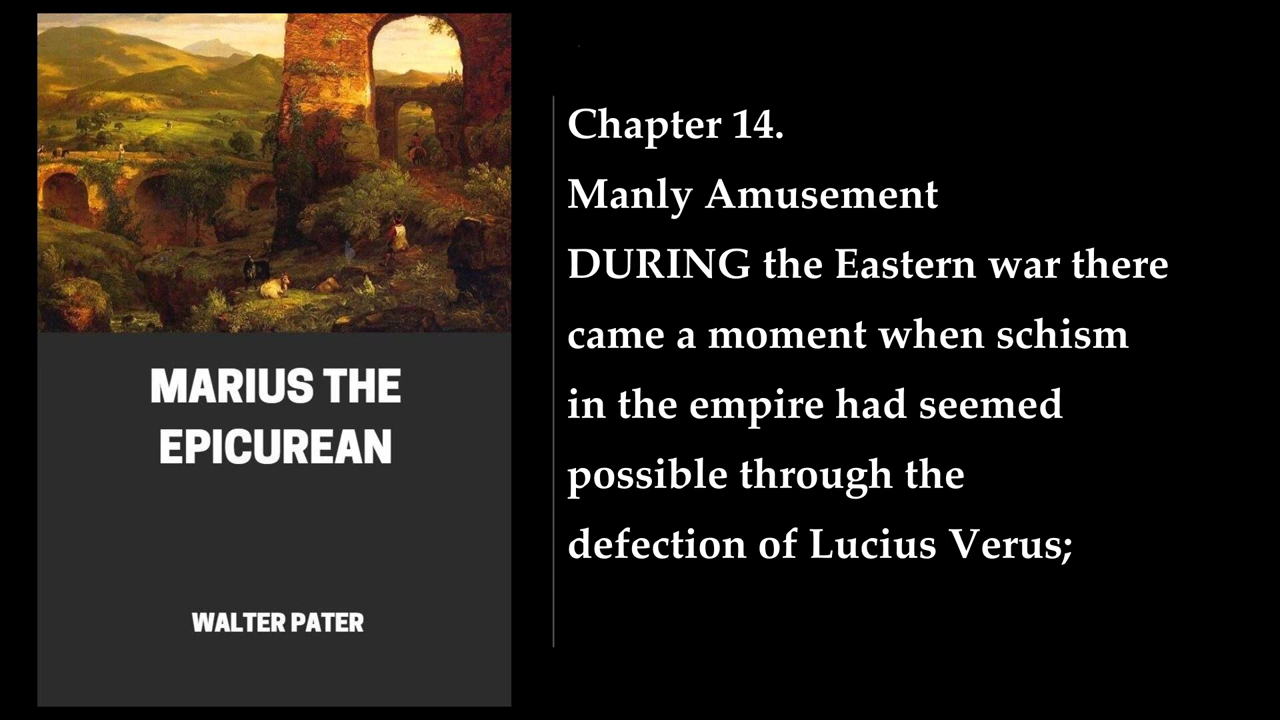 MARIUS THE
EPICUREAN
WALTER PATER
Chapter 14.
Manly Amusement
DURING the Eastern war there
came a moment when schism
in the empire had seemed
possible through the
defection of Lucius Verus;